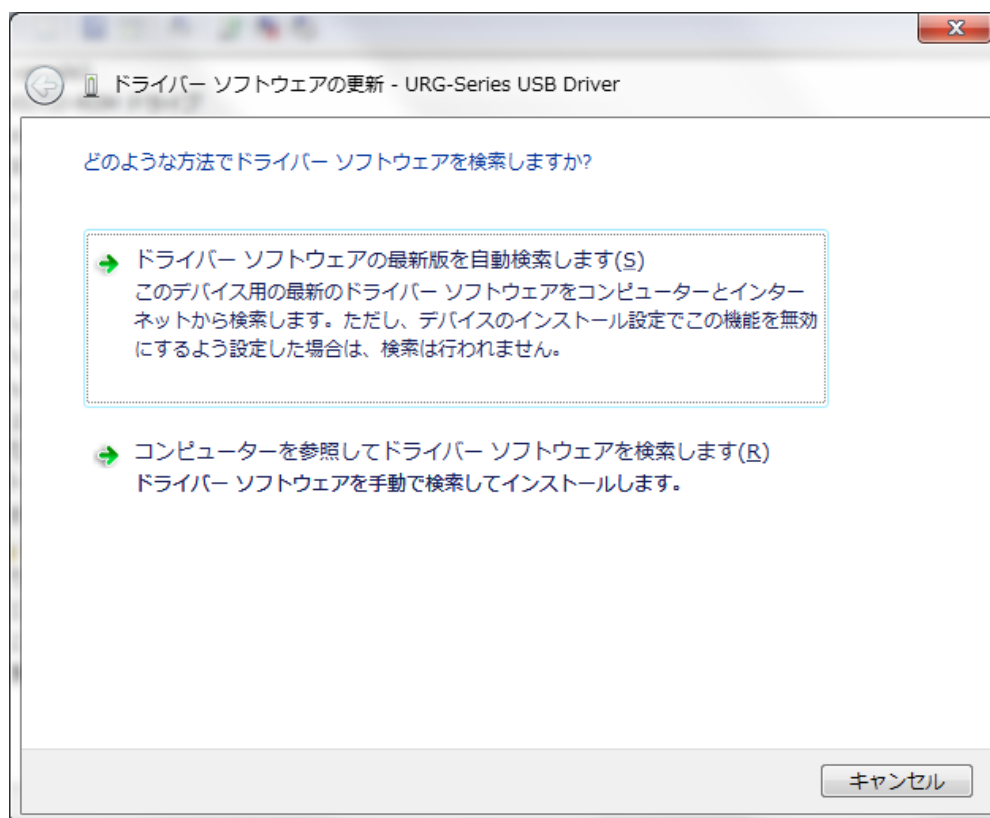 ドライバー ソフトウェアの更新 - URG-Series USB Driver
どのような方法でドライバー ソフトウェアを検索しますか?
ドライバー ソフトウェアの最新版を自動検索します(S)
このデバイス用の最新のドライバー ソフトウェアをコンピューターとインター
ネットから検索します。ただし、デバイスのインストール設定でこの機能を無効
にするよう設定した場合は、検索は行われません。
コンピューターを参照してドライバー ソフトウェアを検索します(R)
ドライバー ソフトウェアを手動で検索してインストールします。
キャンセル